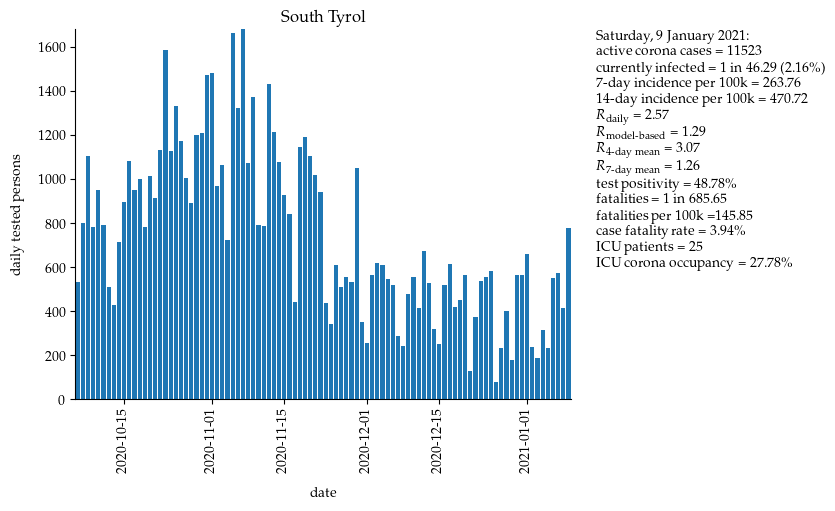 South Tyrol
1600
1400
1200
1000
800
600
400
200
0
daily tested persons
2020-10-15
2020-11-01
2020-11-15
2020-12-01
2020-12-15
2021-01-01
date
Saturday, 9 January 2021:
active corona cases = 11523
currently infected = 1 in 46.29 (2.16%)
7-day incidence per 100k = 263.76
14-day incidence per 100k = 470.72
R daily = 2.57
R model-based = 1.29
R 4-day mean = 3.07
R 7-day mean = 1.26
test positivity = 48.78%
fatalities = 1 in 685.65
fatalities per 100k =145.85
case fatality rate = 3.94%
ICU patients = 25
ICU corona occupancy = 27.78%